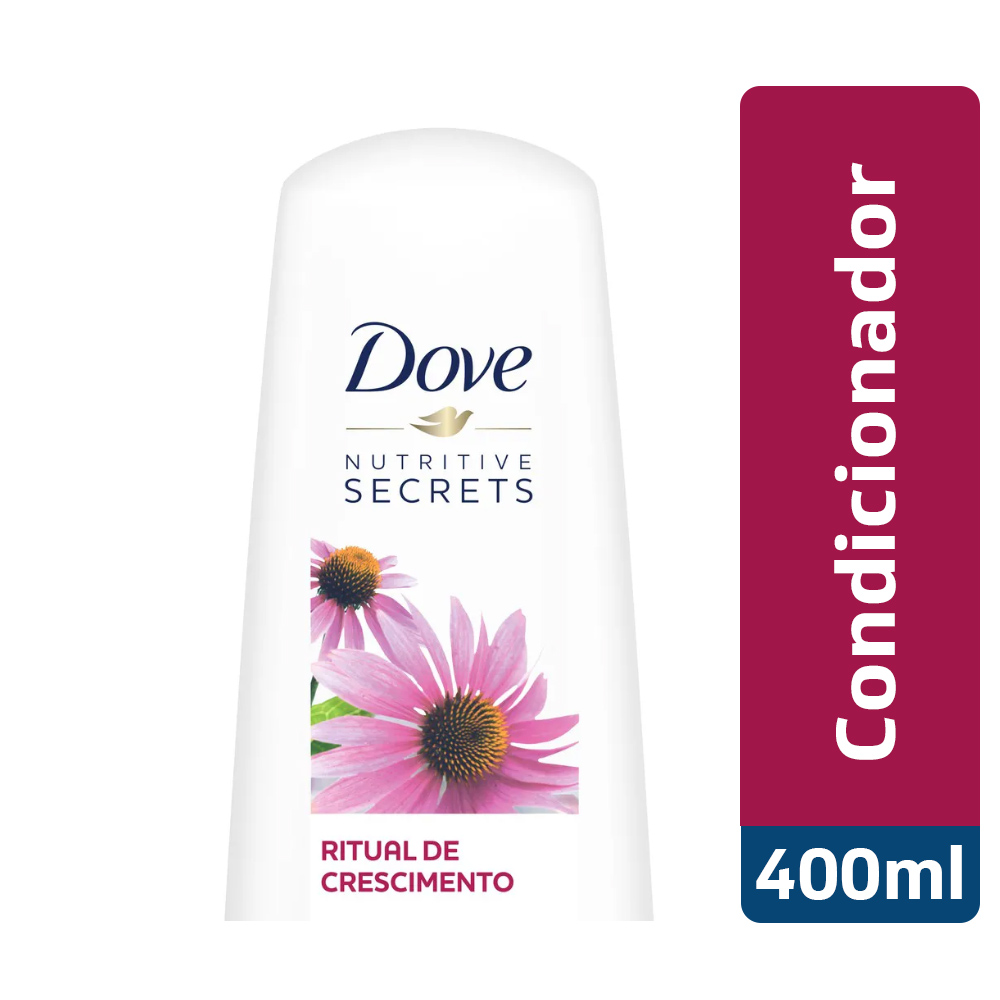 Dove
NUTRITIVE
SECRETS
RITUAL DE
CRESCIMENTO
Condicionador
400ml